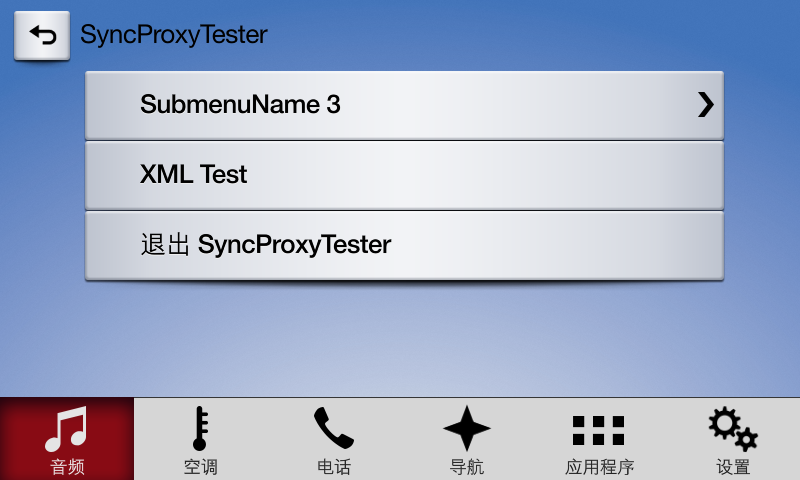 SyncProxyTester
SubmenuName 3
XML Test
退出 SyncProxyTester
音频
空调
电话
导航
应用程序
设置